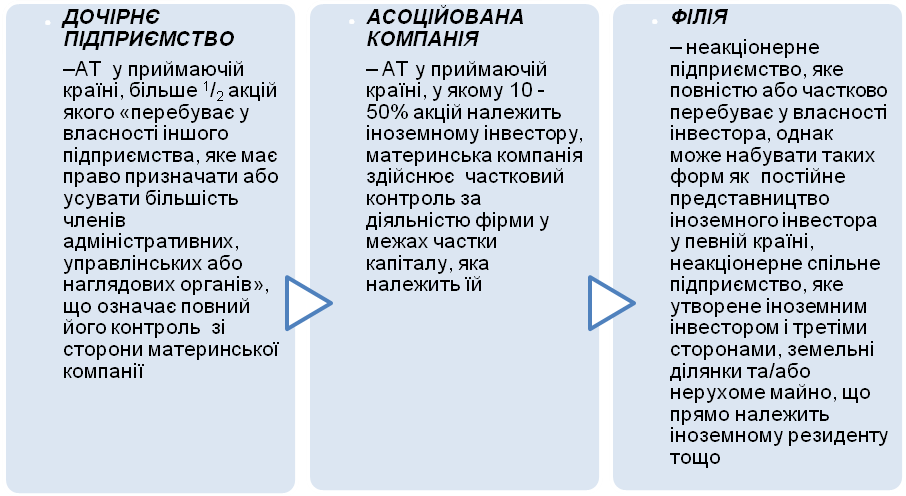 • ДОЧІРНЄ
ПІДПРИЄМСТВО
–АТ у приймаючій
країні, більше 1/2 акцій
якого «перебуває у
власності іншого
підприємства, яке має
право призначати або
усувати більшість
членів
адміністративних,
управлінських або
наглядових органів»,
що означає повний
його контроль зі
сторони материнської
компанії
• АСОЦІЙОВАНА
КОМПАНІЯ
– АТ у приймаючій
країні, у якому 10 -
50% акцій належить
іноземному інвестору,
материнська компанія
здійснює частковий
контроль за
діяльністю фірми у
межах частки
капіталу, яка
належить їй
• ФІЛІЯ
– неакціонерне
підприємство, яке
повністю або частково
перебуває у власності
інвестора, однак
може набувати таких
форм як постійне
представництво
іноземного інвестора
у певній країні,
неакціонерне спільне
підприємство, яке
утворене іноземним
інвестором і третіми
сторонами, земельні
ділянки та/або
нерухоме майно, що
прямо належить
іноземному резиденту
тощо